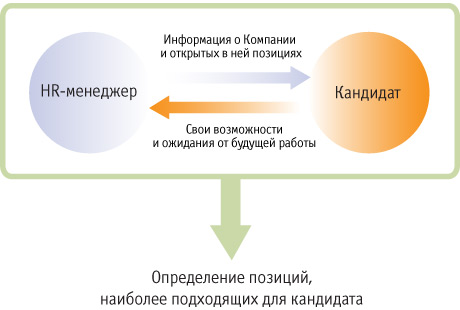 Информация о Компании
и открытых в ней позициях
HR-менеджер
Кандидат
Свои возможности
и ожидания от будущей работы
Определение позиций,
наиболее подходящих для кандидата